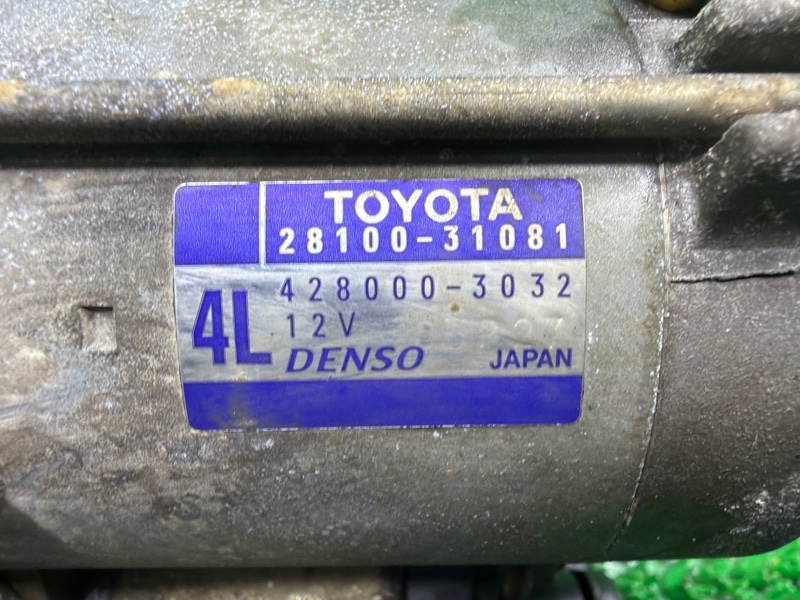 TOYOTA
28100-31081
4L
428000-3032
12V
DENSO JAPAN